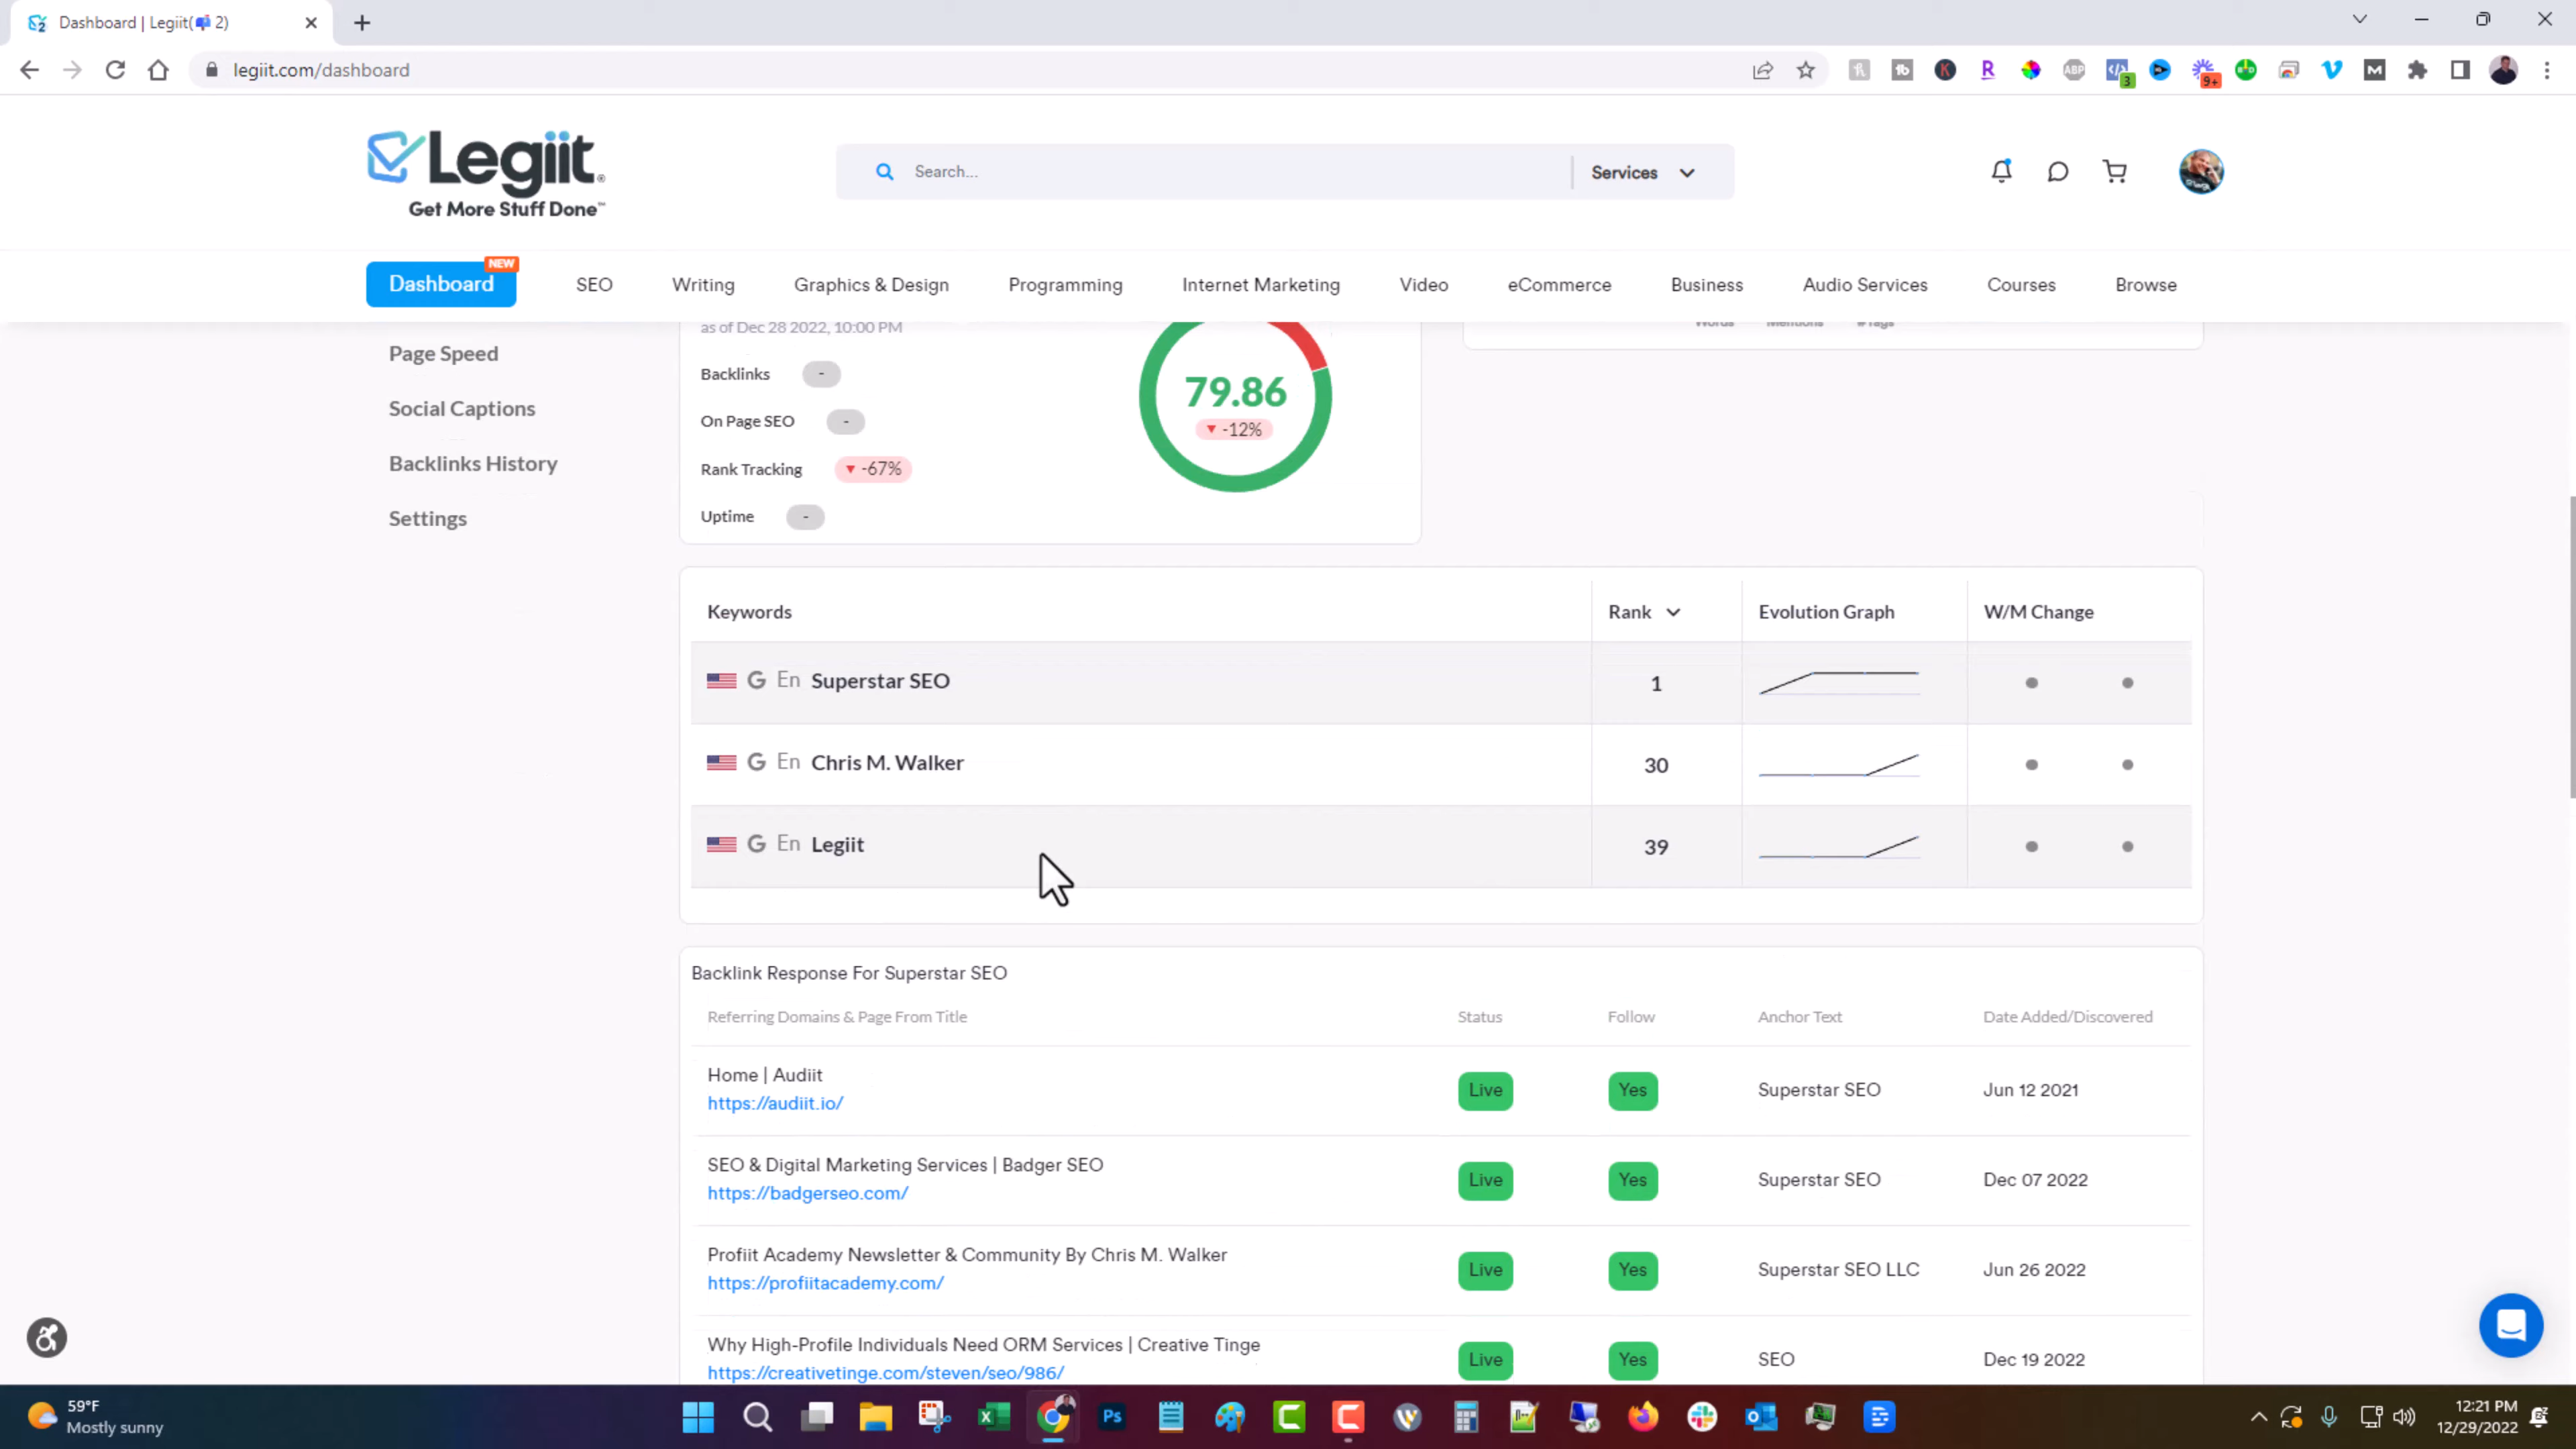 Dashboard | Legiit(📬 2)
legiit.com/dashboard
ABP
3
9+
M
Legiit®
Get More Stuff Done™
Search...
Services
NEW
Dashboard
SEO
Writing
Graphics & Design
Programming
Internet Marketing
Video
eCommerce
Business
Audio Services
Courses
Browse
Page Speed
Social Captions
Backlinks History
Settings
as of Dec 28 2022, 10:00 PM
Backlinks -
On Page SEO -
Rank Tracking ▼ -67%
Uptime -
79.86
▼ -12%
Words Mentions #Tags
Keywords Rank Evolution Graph W/M Change
G En Superstar SEO 1
G En Chris M. Walker 30
G En Legiit 39
Backlink Response For Superstar SEO
Referring Domains & Page From Title Status Follow Anchor Text Date Added/Discovered
Home | Audiit
https://audiit.io/
Live Yes Superstar SEO Jun 12 2021
SEO & Digital Marketing Services | Badger SEO
https://badgerseo.com/
Live Yes Superstar SEO Dec 07 2022
Profiit Academy Newsletter & Community By Chris M. Walker
https://profiitacademy.com/
Live Yes Superstar SEO LLC Jun 26 2022
Why High-Profile Individuals Need ORM Services | Creative Tinge
https://creativetinge.com/steven/seo/986/
Live Yes SEO Dec 19 2022
59°F
Mostly sunny
Ps
12:21 PM
12/29/2022